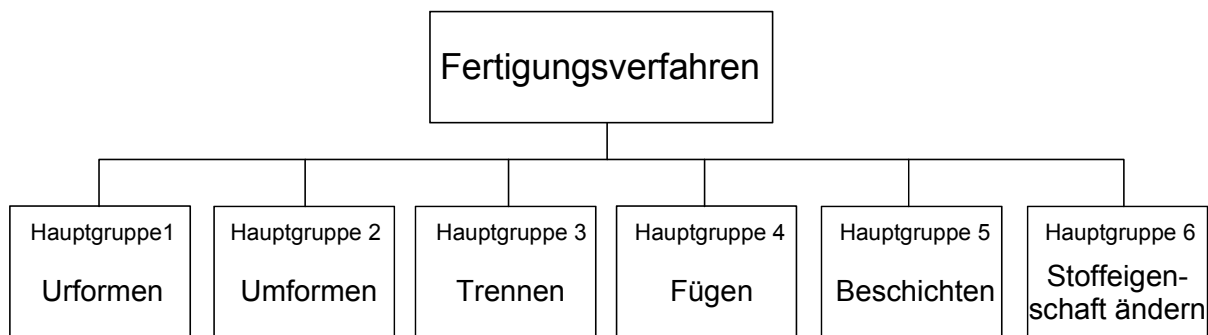 Fertigungsverfahren
Hauptgruppe1
Urformen
Hauptgruppe 2
Umformen
Hauptgruppe 3
Trennen
Hauptgruppe 4
Fügen
Hauptgruppe 5
Beschichten
Hauptgruppe 6
Stoffeigen-
schaft ändern